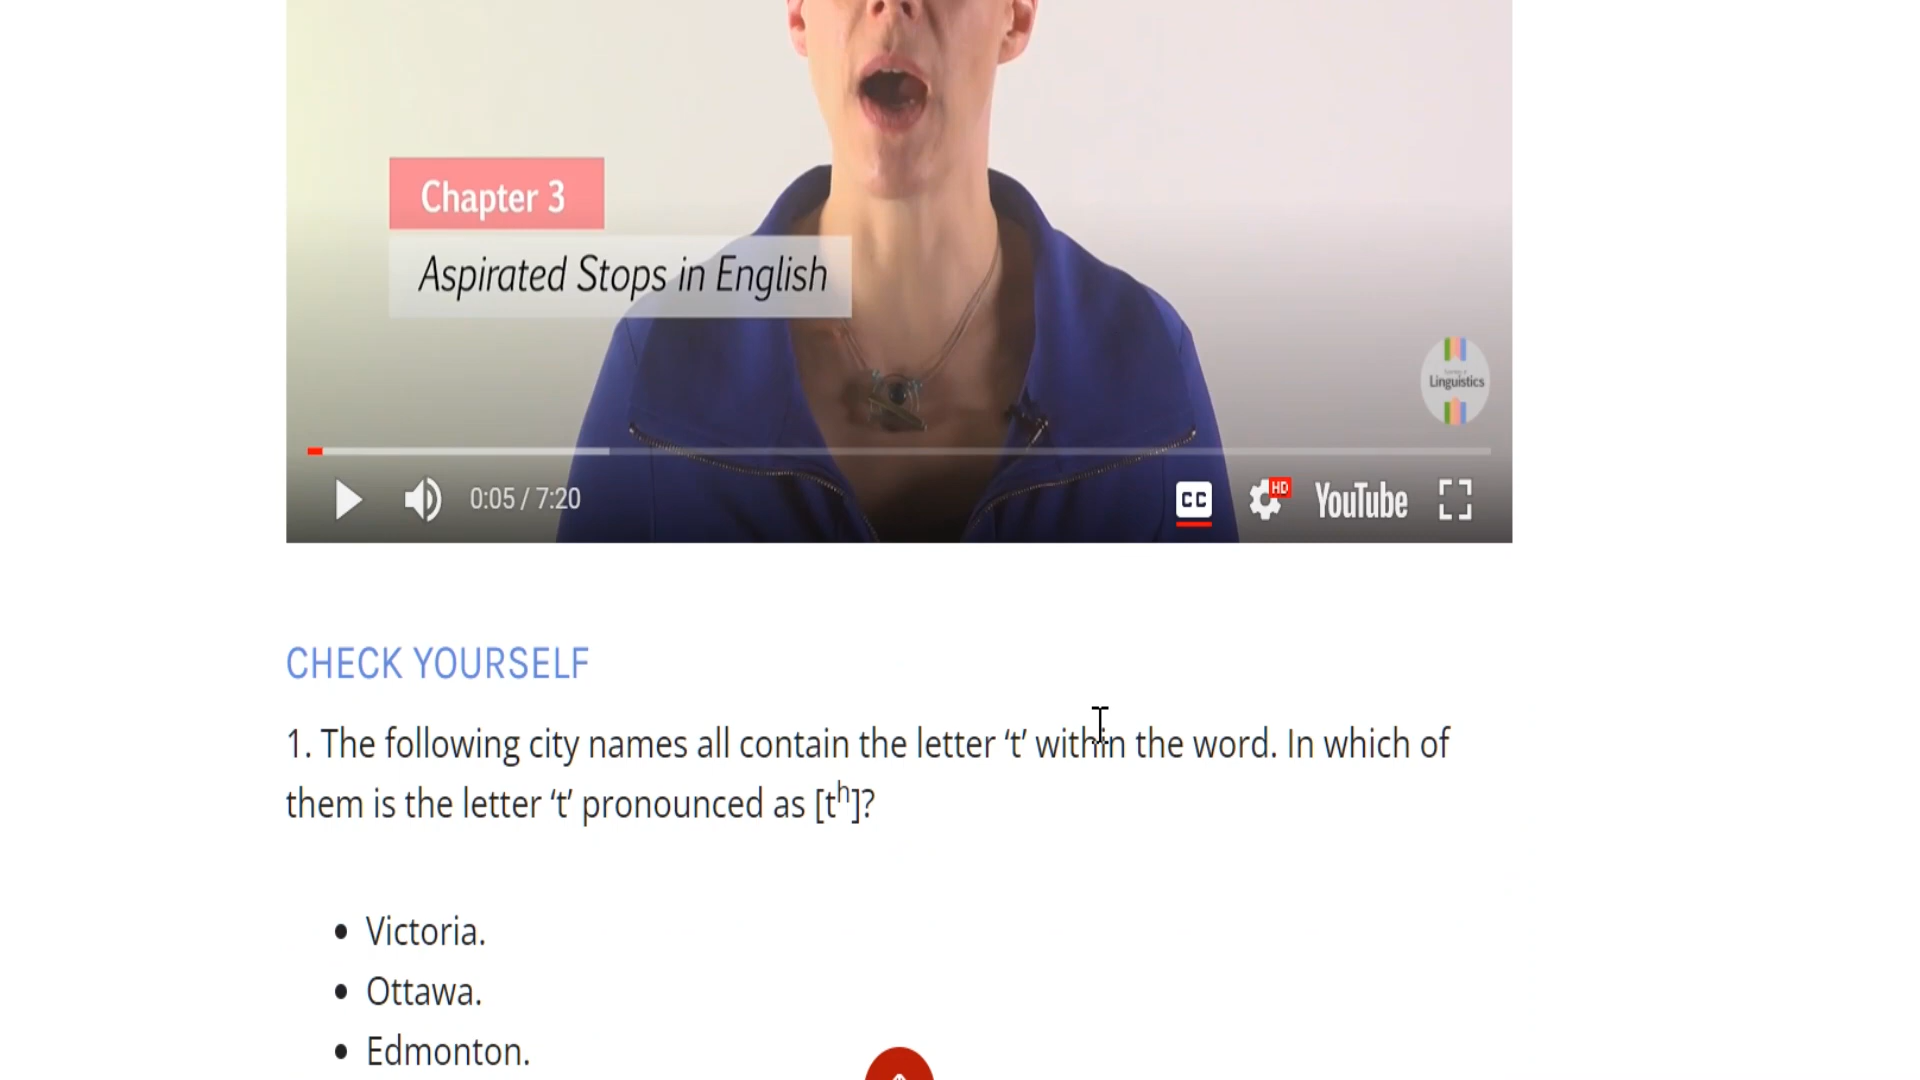 Chapter 3
Aspirated Stops in English
Linguistics
0:05 / 7:20
CC
HD
YouTube
CHECK YOURSELF
1. The following city names all contain the letter ‘t’ within the word. In which of
them is the letter ‘t’ pronounced as [tʰ]?
• Victoria.
• Ottawa.
• Edmonton.